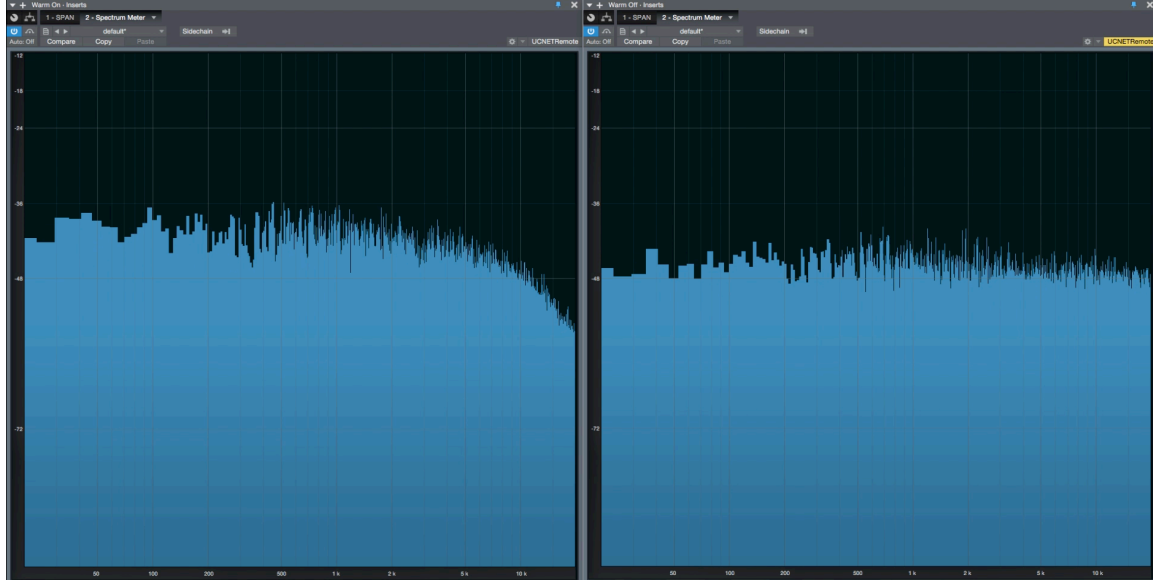 Warm On - Inserts
1 - SPAN 2 - Spectrum Meter
default* Sidechain
Auto: Off Compare Copy Paste UCNETRemote
-12
-18
-24
-36
-48
-72
50 100 200 500 1 k 2 k 5 k 10 k
Warm Off - Inserts
1 - SPAN 2 - Spectrum Meter
default* Sidechain
Auto: Off Compare Copy Paste UCNETRemote
-12
-18
-24
-36
-48
-72
50 100 200 500 1 k 2 k 5 k 10 k